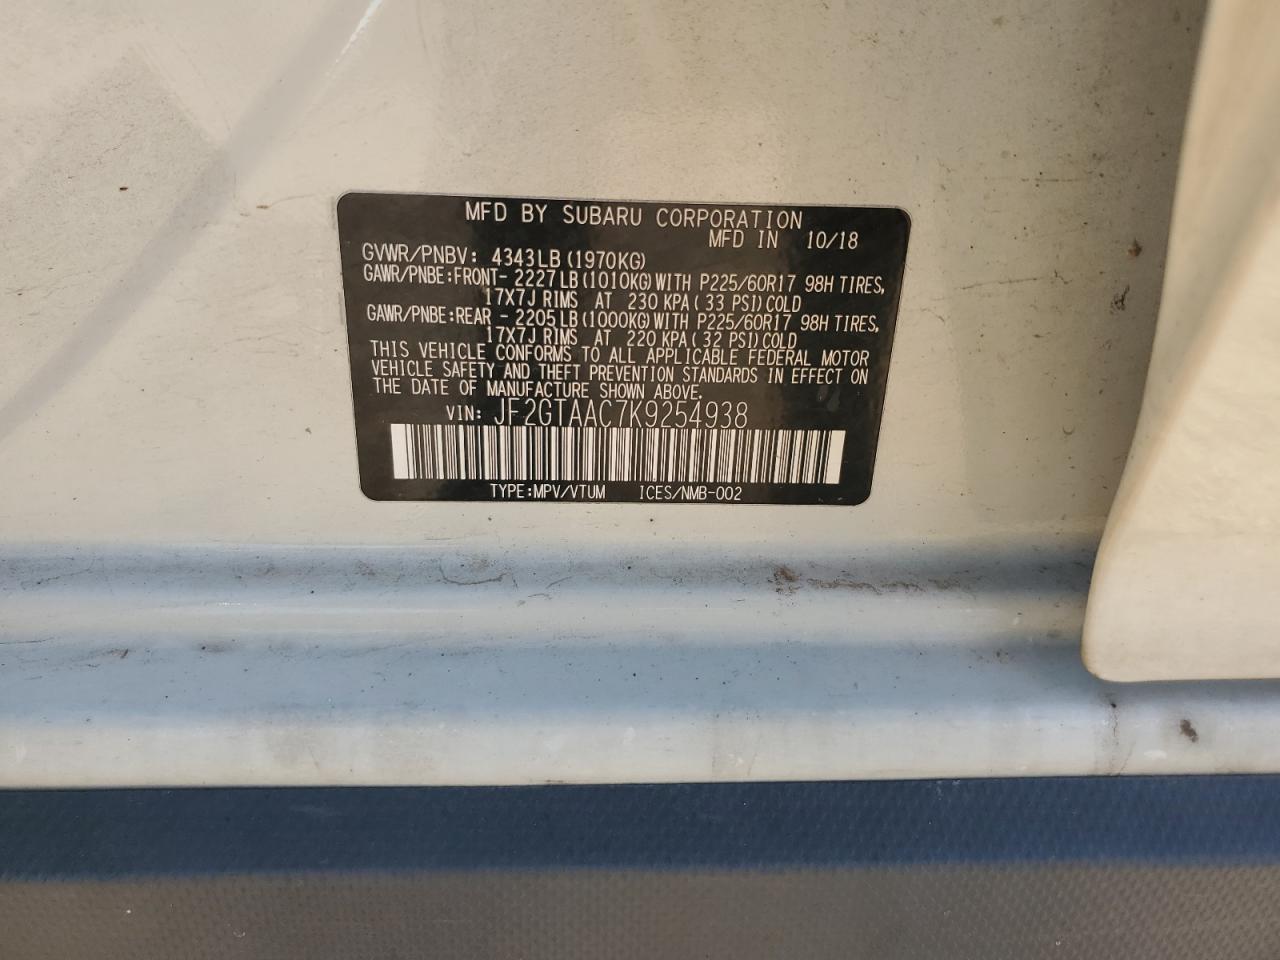 MFD BY SUBARU CORPORATION
MFD IN 10/18
GVWR/PNBV: 4343LB(1970KG)
GAWR/PNBE:FRONT- 2227LB(1010KG)WITH P225/60R17 98H TIRES,
17X7J RIMS AT 230 KPA(33 PSI)COLD
GAWR/PNBE:REAR - 2205LB(1000KG)WITH P225/60R17 98H TIRES,
17X7J RIMS AT 220 KPA(32 PSI)COLD
THIS VEHICLE CONFORMS TO ALL APPLICABLE FEDERAL MOTOR
VEHICLE SAFETY AND THEFT PREVENTION STANDARDS IN EFFECT ON
THE DATE OF MANUFACTURE SHOWN ABOVE.
VIN: JF2GTAAC7K9254938
TYPE:MPV/VTUM ICES/NMB-002